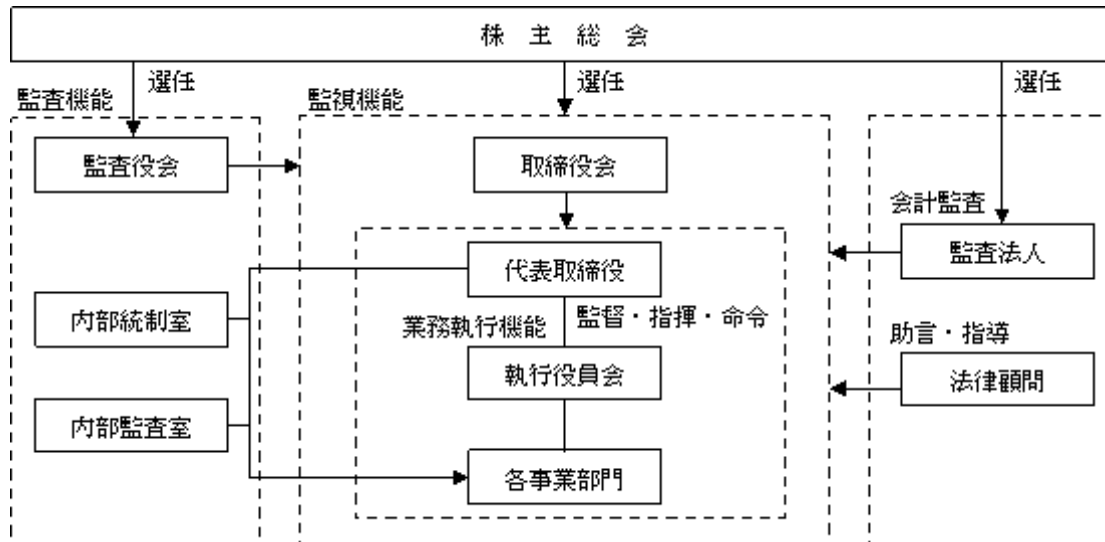 株主総会
選任
選任
選任
監査機能
監視機能
監査役会
取締役会
会計監査
代表取締役
監査法人
内部統制室
業務執行機能
監督・指揮・命令
助言・指導
執行役員会
法律顧問
内部監査室
各事業部門